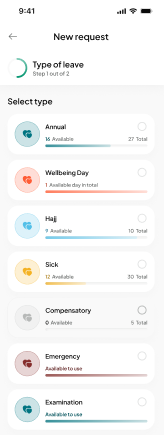 9:41
New request
Type of leave
Step 1 out of 2
Select type
Annual
16 Available 27 Total
Wellbeing Day
1 Available day in total
Hajj
9 Available 10 Total
Sick
12 Available 30 Total
Compensatory
0 Available 5 Total
Emergency
Available to use
Examination
Available to use